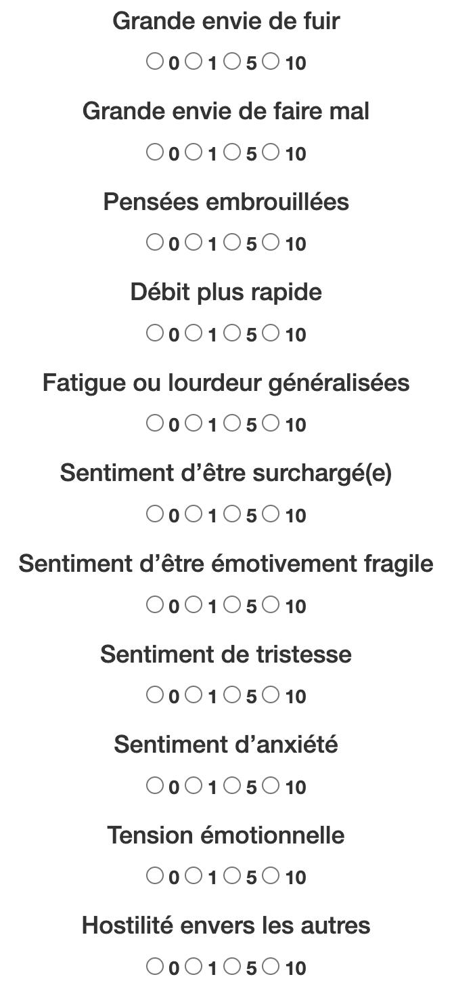 Grande envie de fuir
0 1 5 10
Grande envie de faire mal
0 1 5 10
Pensées embrouillées
0 1 5 10
Débit plus rapide
0 1 5 10
Fatigue ou lourdeur généralisées
0 1 5 10
Sentiment d’être surchargé(e)
0 1 5 10
Sentiment d’être émotivement fragile
0 1 5 10
Sentiment de tristesse
0 1 5 10
Sentiment d’anxiété
0 1 5 10
Tension émotionnelle
0 1 5 10
Hostilité envers les autres
0 1 5 10